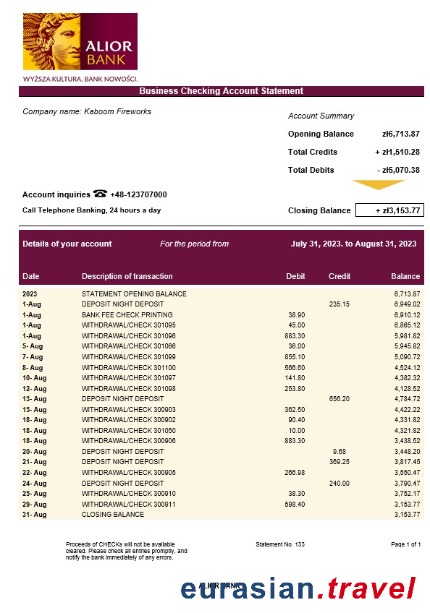 ALIOR
BANK
WYŻSZA KULTURA. BANK NOWOŚCI.
Business Checking Account Statement
Company name: Kaboom Fireworks
Account Summary
Opening Balance zł6,713.87
Total Credits + zł1,510.28
Total Debits - zł5,070.38
Account inquiries ☎ +48-123707000
Call Telephone Banking, 24 hours a day
Closing Balance + zł3,153.77
Details of your account For the period from July 31, 2023. to August 31, 2023
Date Description of transaction Debit Credit Balance
2023 STATEMENT OPENING BALANCE 6,713.87
1-Aug DEPOSIT NIGHT DEPOSIT 235.15 6,949.02
1-Aug BANK FEE CHECK PRINTING 38.90 6,910.12
1-Aug WITHDRAWAL/CHECK 301095 45.00 6,865.12
1-Aug WITHDRAWAL/CHECK 301096 883.30 5,981.82
5- Aug WITHDRAWAL/CHECK 301066 36.00 5,945.82
7- Aug WITHDRAWAL/CHECK 301099 855.10 5,090.72
8- Aug WITHDRAWAL/CHECK 301100 566.60 4,524.12
10- Aug WITHDRAWAL/CHECK 301097 141.80 4,382.32
12- Aug WITHDRAWAL/CHECK 301098 253.80 4,128.52
13- Aug DEPOSIT NIGHT DEPOSIT 656.20 4,784.72
15- Aug WITHDRAWAL/CHECK 300903 362.50 4,422.22
18- Aug WITHDRAWAL/CHECK 300902 90.40 4,331.82
18- Aug WITHDRAWAL/CHECK 301050 10.00 4,321.82
18- Aug WITHDRAWAL/CHECK 300906 883.30 3,438.52
20- Aug DEPOSIT NIGHT DEPOSIT 9.68 3,448.20
21- Aug DEPOSIT NIGHT DEPOSIT 369.25 3,817.45
22- Aug WITHDRAWAL/CHECK 300905 266.98 3,550.47
24- Aug DEPOSIT NIGHT DEPOSIT 240.00 3,790.47
25- Aug WITHDRAWAL/CHECK 300910 38.30 3,752.17
29- Aug WITHDRAWAL/CHECK 300911 598.40 3,153.77
31- Aug CLOSING BALANCE 3,153.77
Proceeds of CHECKs will not be available
cleared. Please check all entries promptly, and
notify the bank immediately of any errors.
Statement No. 133
Page 1 of 1
eurasian.travel